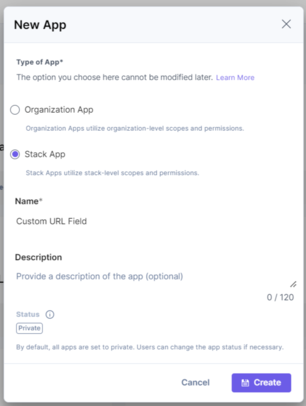 New App
Type of App*
The option you choose here cannot be modified later. Learn More
Organization App
Organization Apps utilize organization-level scopes and permissions.
Stack App
Stack Apps utilize stack-level scopes and permissions.
Name*
Custom URL Field
Description
Provide a description of the app (optional)
0 / 120
Status
Private
By default, all apps are set to private. Users can change the app status if necessary.
Cancel
Create